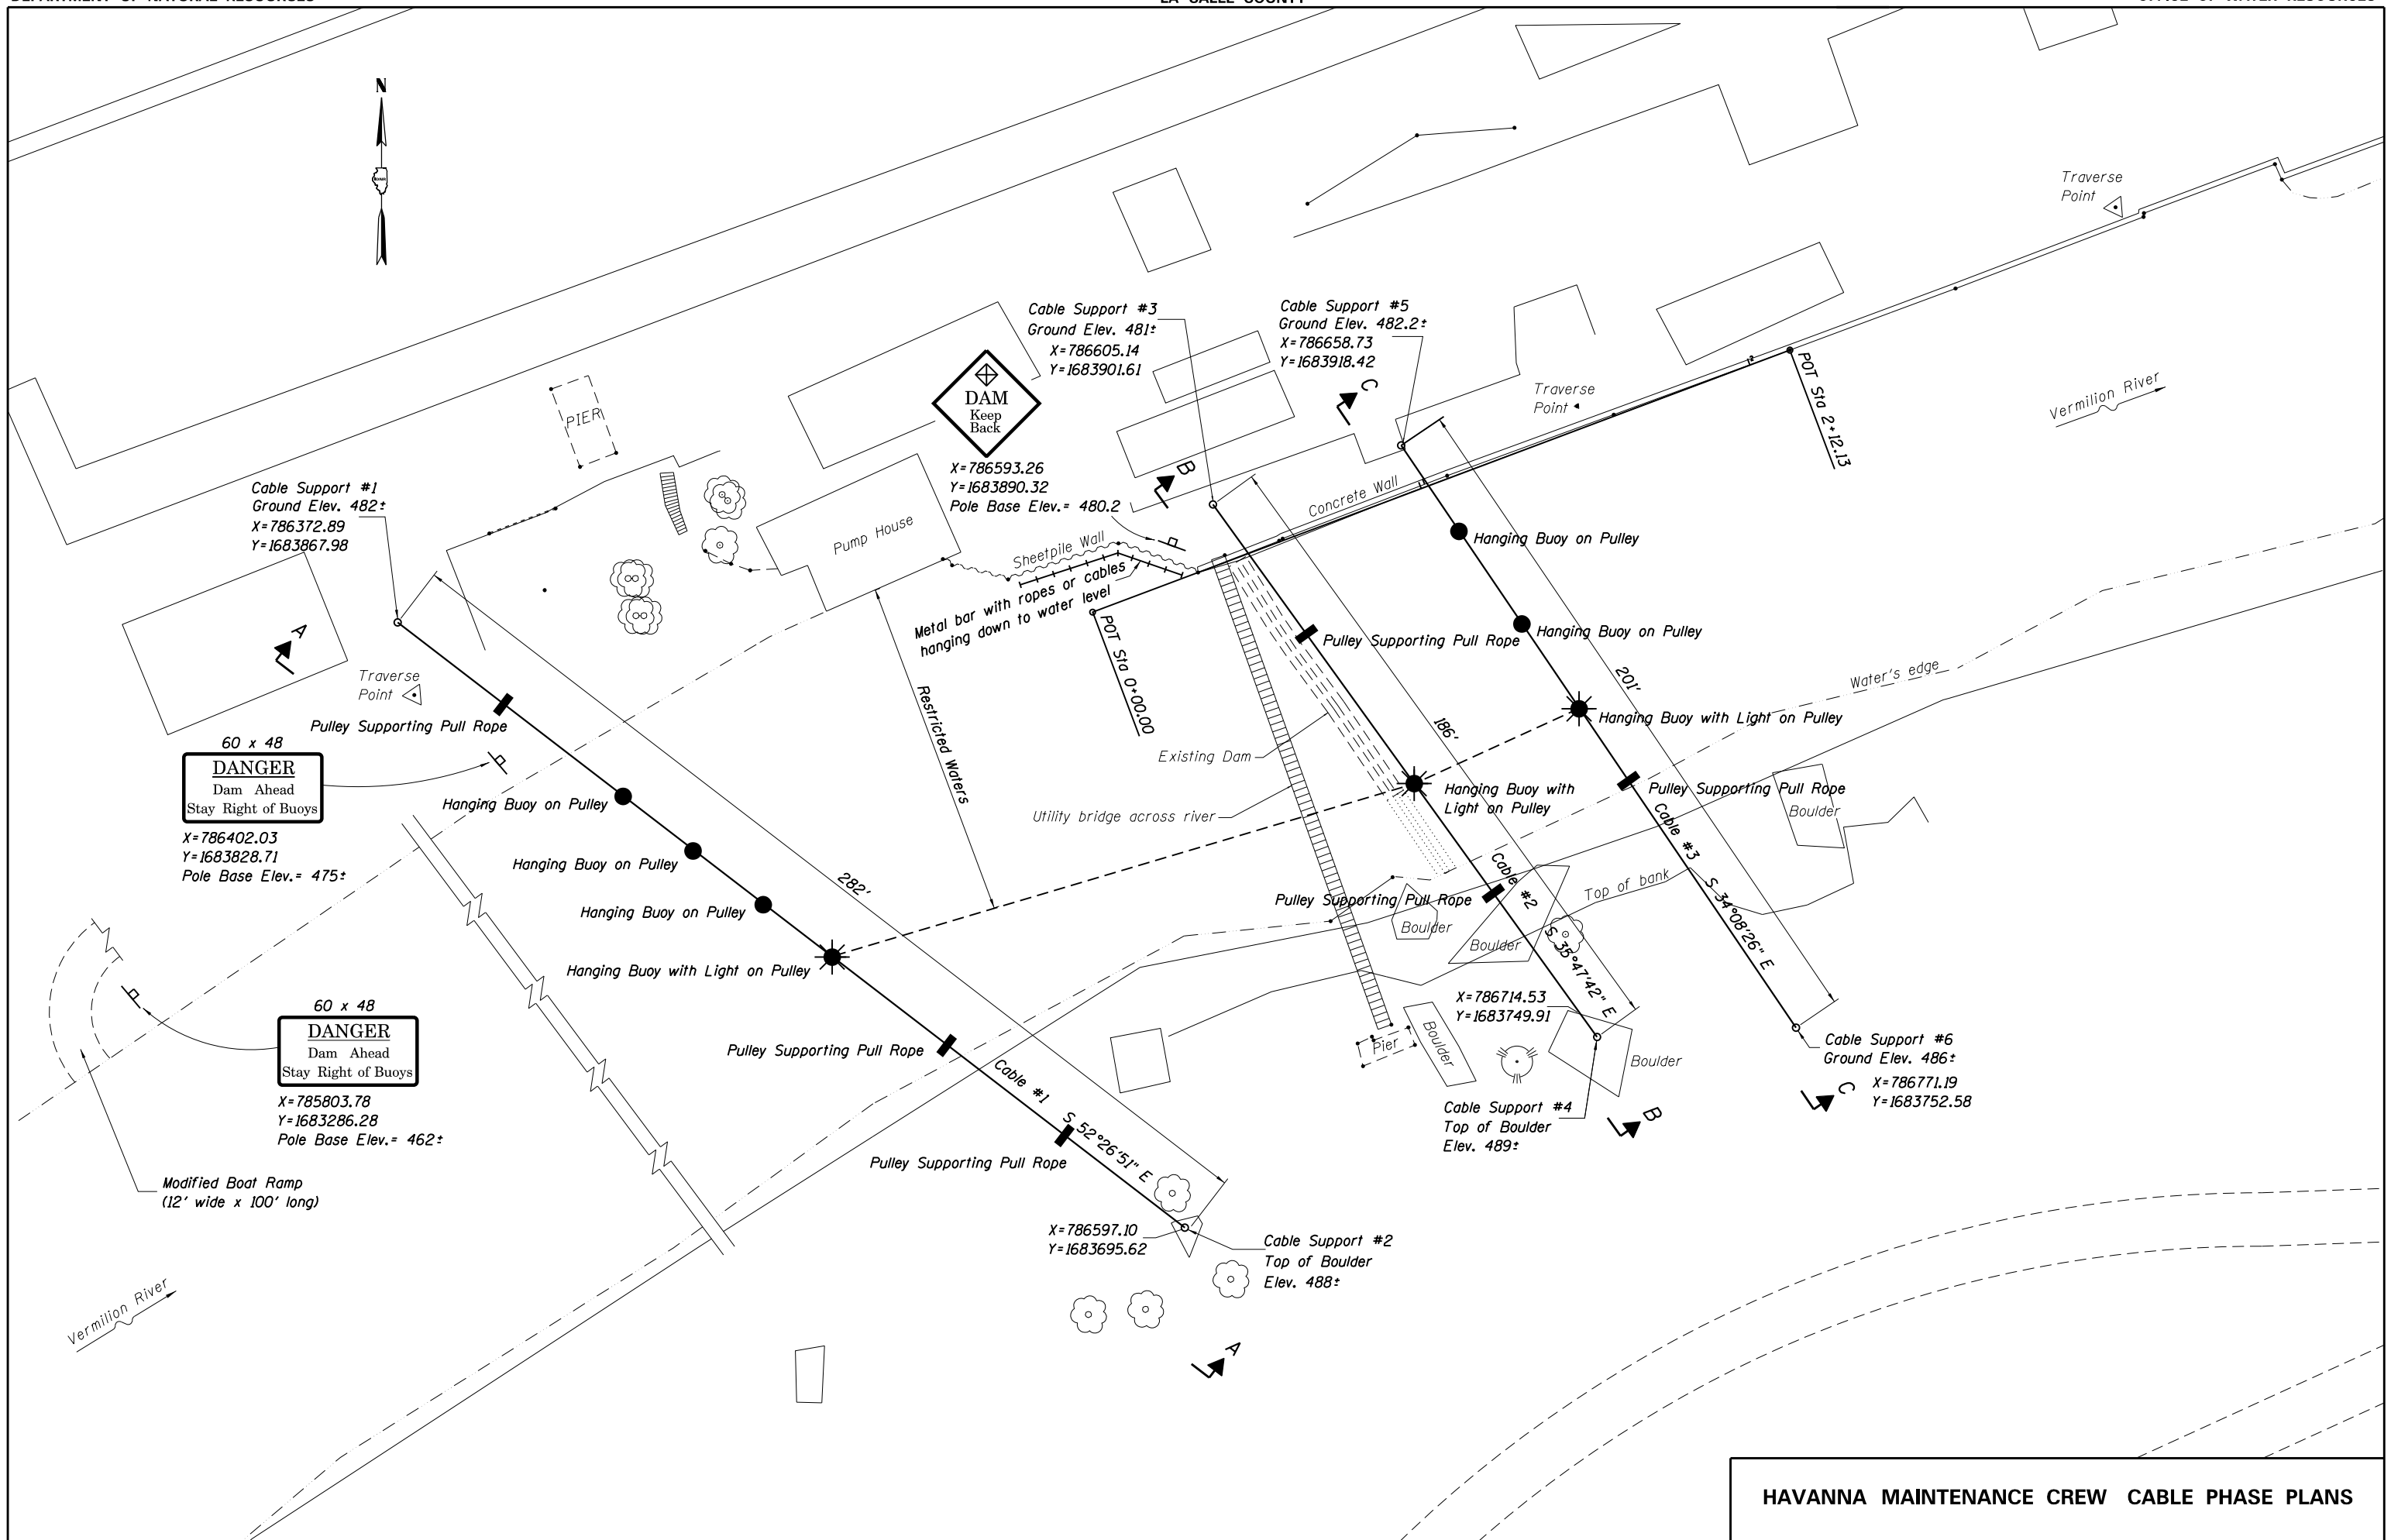 LA SALLE COUNTY
N
Traverse
Point
Cable Support #3
Ground Elev. 481±
X=786605.14
Y=1683901.61
Cable Support #5
Ground Elev. 482.2±
X=786658.73
Y=1683918.42
DAM
Keep
Back
X=786593.26
Y=1683890.32
Pole Base Elev.= 480.2
PIER
C
B
Traverse
Point
POT Sta 2+12.13
Vermilion River
Cable Support #1
Ground Elev. 482±
X=786372.89
Y=1683867.98
Pump House
Sheetpile Wall
Concrete Wall
Hanging Buoy on Pulley
Metal bar with ropes or cables
hanging down to water level
POT Sta 0+00.00
Pulley Supporting Pull Rope
Hanging Buoy on Pulley
A
Traverse
Point
Pulley Supporting Pull Rope
Restricted Waters
201'
Water's edge
186'
Hanging Buoy with Light on Pulley
60 x 48
DANGER
Dam Ahead
Stay Right of Buoys
X=786402.03
Y=1683828.71
Pole Base Elev.= 475±
Existing Dam
Utility bridge across river
Hanging Buoy with
Light on Pulley
Pulley Supporting Pull Rope
Boulder
Hanging Buoy on Pulley
Hanging Buoy on Pulley
Hanging Buoy on Pulley
282'
Cable #2
S 35°47'42" E
Cable #3
S 34°08'26" E
Top of bank
Pulley Supporting Pull Rope
Boulder
Boulder
Hanging Buoy with Light on Pulley
60 x 48
DANGER
Dam Ahead
Stay Right of Buoys
X=785803.78
Y=1683286.28
Pole Base Elev.= 462±
X=786714.53
Y=1683749.91
Pier
Boulder
Boulder
Cable Support #6
Ground Elev. 486±
X=786771.19
Y=1683752.58
C
Pulley Supporting Pull Rope
Cable #1
S 52°26'51" E
Cable Support #4
Top of Boulder
Elev. 489±
B
Pulley Supporting Pull Rope
Modified Boat Ramp
(12' wide x 100' long)
X=786597.10
Y=1683695.62
Cable Support #2
Top of Boulder
Elev. 488±
Vermilion River
A
HAVANNA MAINTENANCE CREW CABLE PHASE PLANS